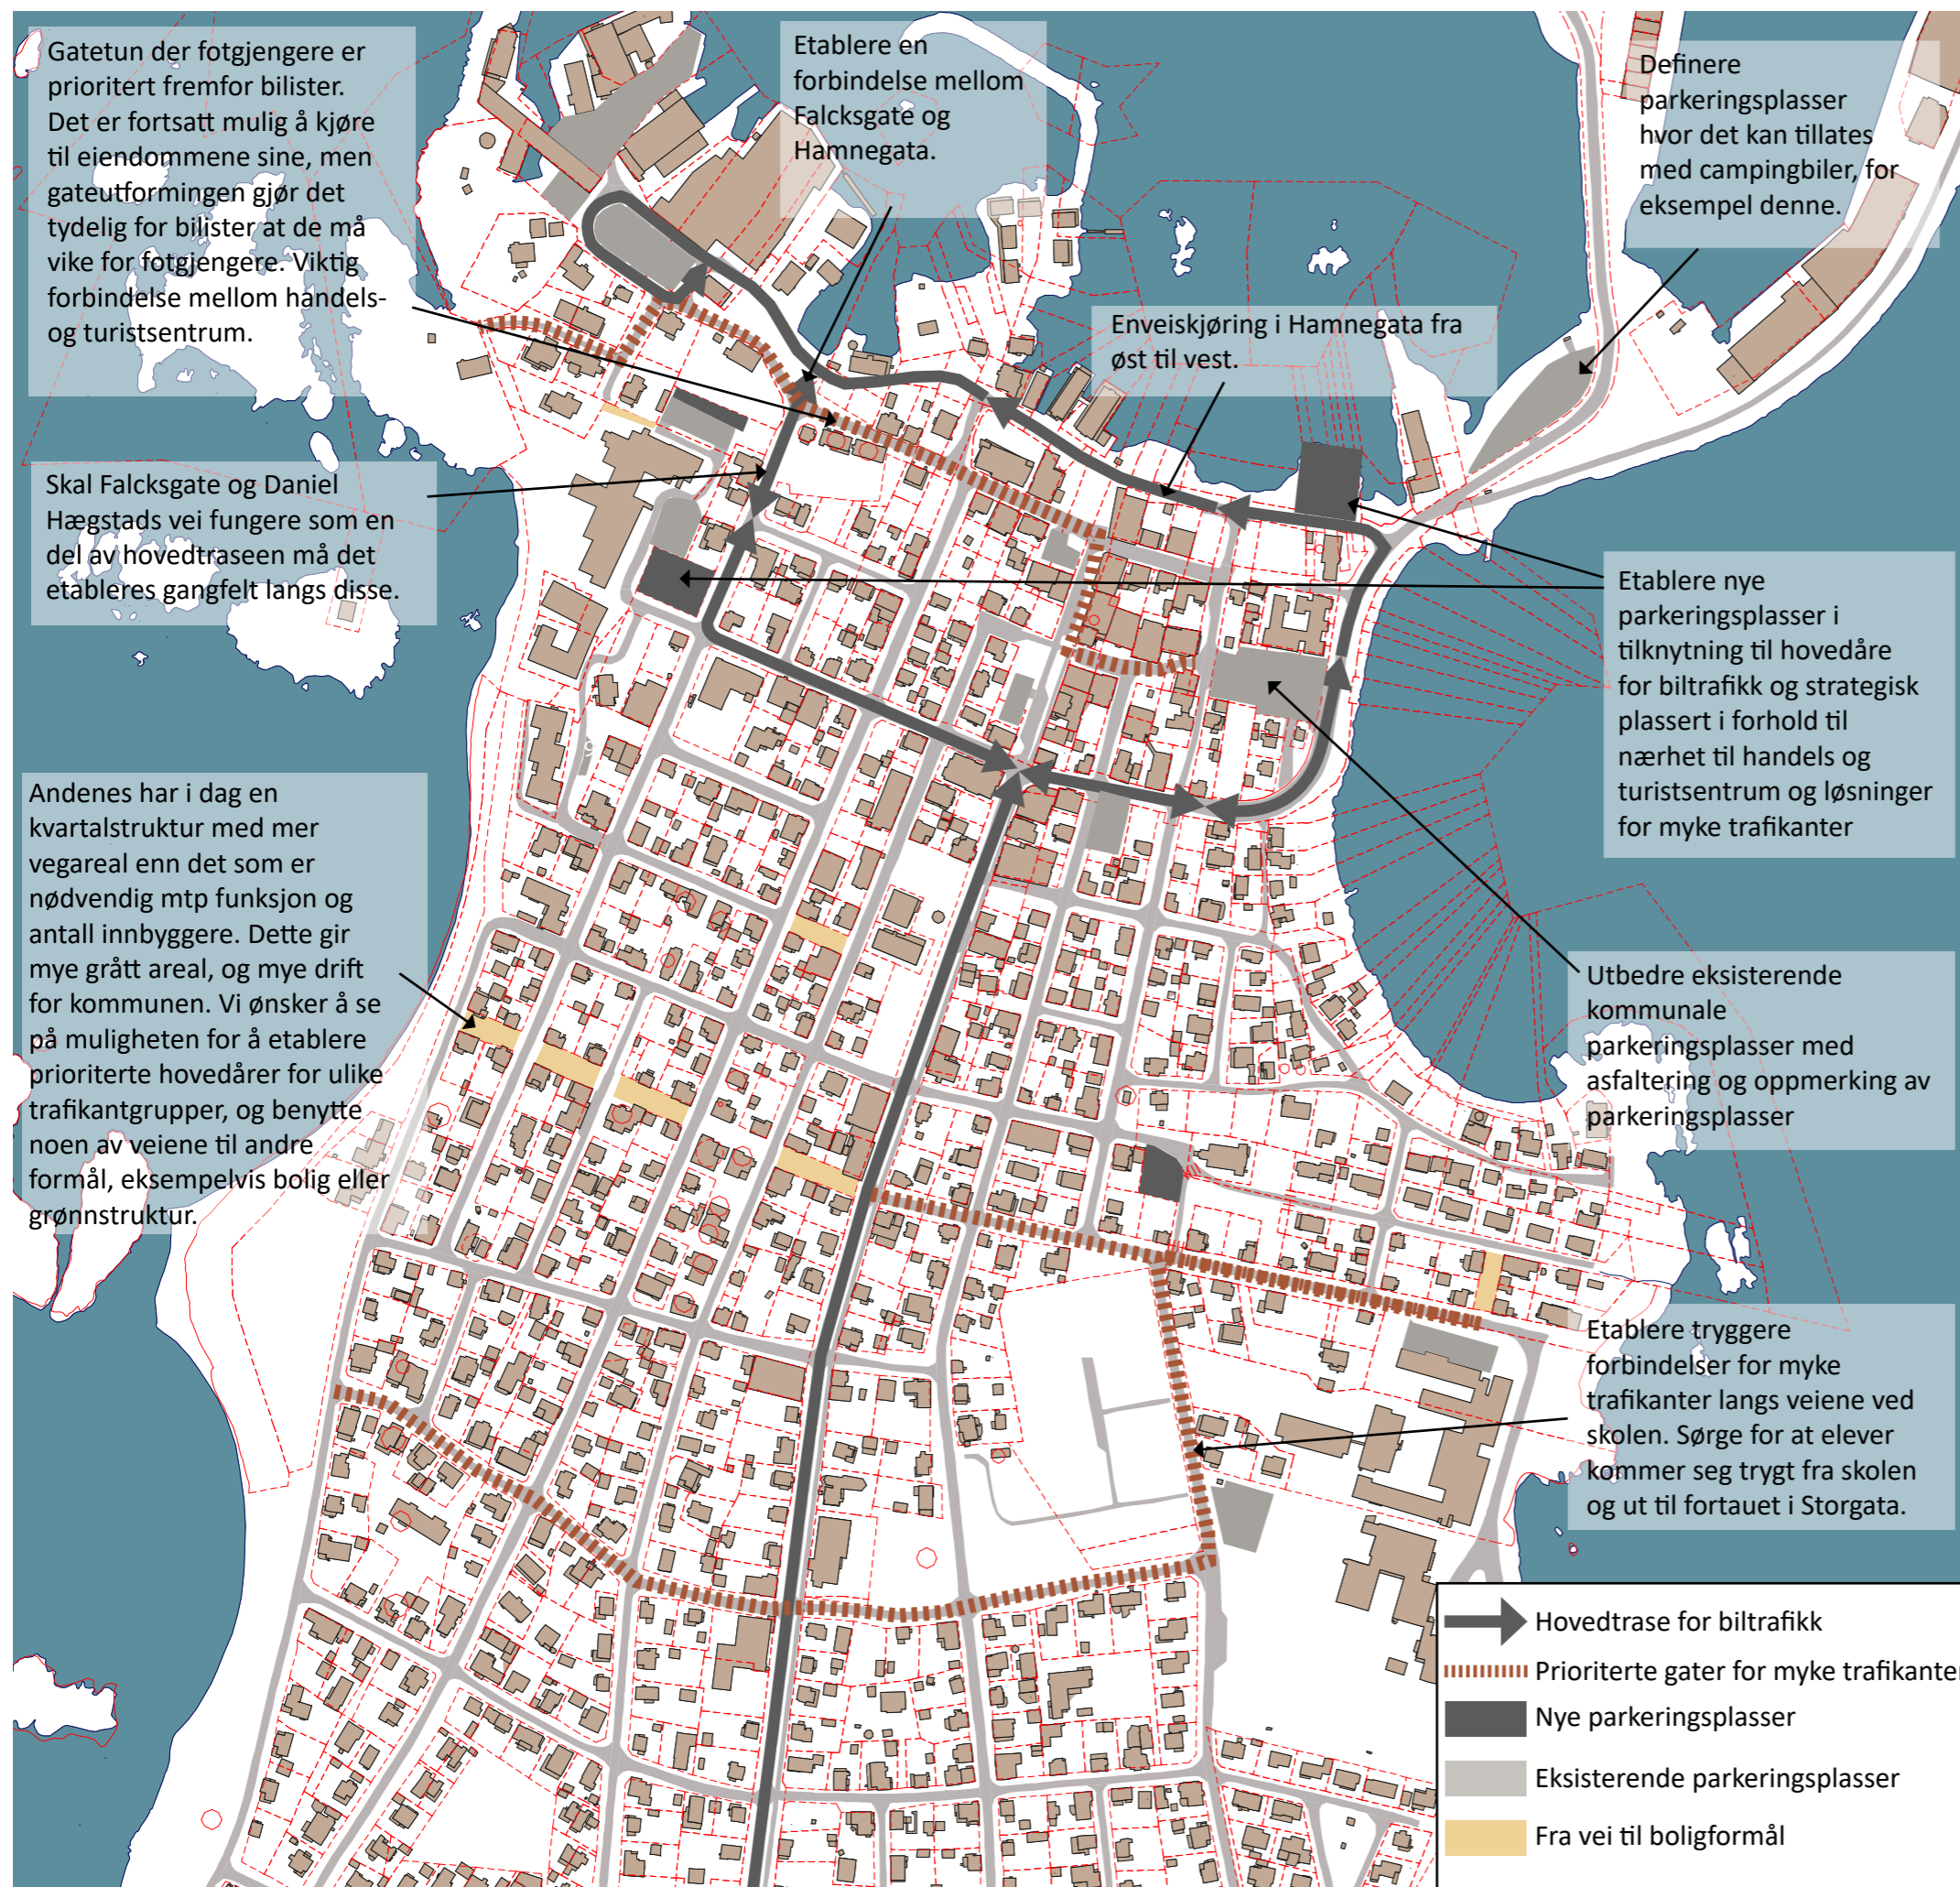 Gatetun der fotgjengere er
prioritert fremfor bilister.
Det er fortsatt mulig å kjøre
til eiendommene sine, men
gateutformingen gjør det
tydelig for bilister at de må
vike for fotgjengere. Viktig
forbindelse mellom handels-
og turistsentrum.
Etablere en
forbindelse mellom
Falcksgate og
Hamnegata.
Definere
parkeringsplasser
hvor det kan tillates
med campingbiler, for
eksempel denne.
Enveiskjøring i Hamnegata fra
øst til vest.
Skal Falcksgate og Daniel
Hægstads vei fungere som en
del av hovedtraseen må det
etableres gangfelt langs disse.
Etablere nye
parkeringsplasser i
tilknytning til hovedåre
for biltrafikk og strategisk
plassert i forhold til
nærhet til handels og
turistsentrum og løsninger
for myke trafikanter
Andenes har i dag en
kvartalstruktur med mer
vegareal enn det som er
nødvendig mtp funksjon og
antall innbyggere. Dette gir
mye grått areal, og mye drift
for kommunen. Vi ønsker å se
på muligheten for å etablere
prioriterte hovedårer for ulike
trafikantgrupper, og benytte
noen av veiene til andre
formål, eksempelvis bolig eller
grønnstruktur.
Utbedre eksisterende
kommunale
parkeringsplasser med
asfaltering og oppmerking av
parkeringsplasser
Etablere tryggere
forbindelser for myke
trafikanter langs veiene ved
skolen. Sørge for at elever
kommer seg trygt fra skolen
og ut til fortauet i Storgata.
Hovedtrase for biltrafikk
Prioriterte gater for myke trafikanter
Nye parkeringsplasser
Eksisterende parkeringsplasser
Fra vei til boligformål